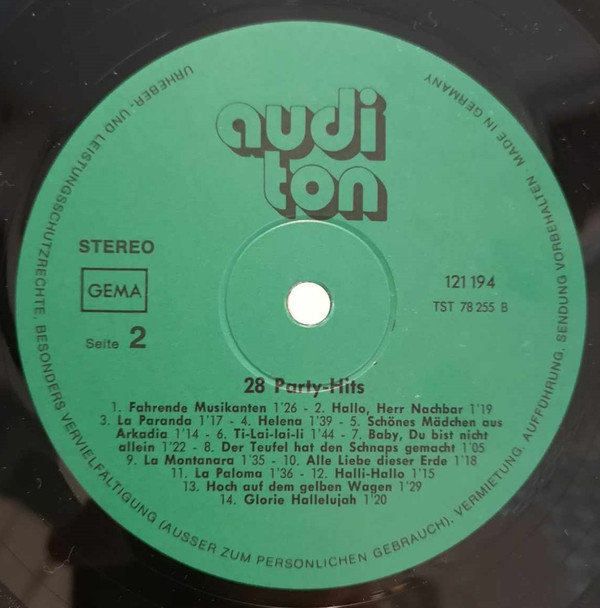 audi
ton
STEREO
GEMA
Seite 2
121 194
TST 78 255 B
28 Party-Hits
1. Fahrende Musikanten 1'26 - 2. Hallo, Herr Nachbar 1'19
3. La Paranda 1'17 - 4. Helena 1'39 - 5. Schönes Mädchen aus
Arkadia 1'14 - 6. Ti-Lai-lai-li 1'44 - 7. Baby, Du bist nicht
allein 1'22 - 8. Der Teufel hat den Schnaps gemacht 1'05
9. La Montanara 1'35 - 10. Alle Liebe dieser Erde 1'18
11. La Paloma 1'36 - 12. Halli-Hallo 1'15
13. Hoch auf dem gelben Wagen 1'29
14. Glorie Hallelujah 1'20
URHEBER- UND LEISTUNGSSCHUTZRECHTE, BESONDERS VERVIELFÄLTIGUNG (AUSSER ZUM PERSÖNLICHEN GEBRAUCH), VERMIETUNG, AUFFÜHRUNG, SENDUNG VORBEHALTEN · MADE IN GERMANY